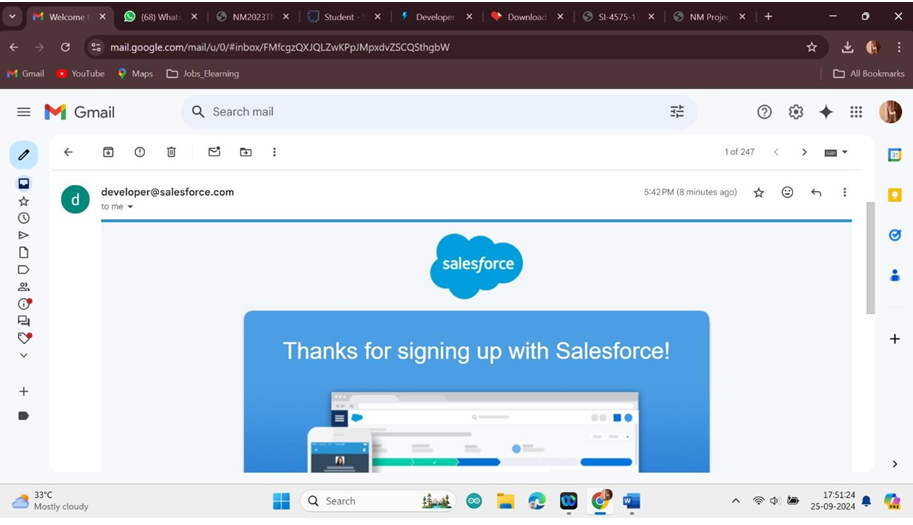 Welcome t
(68) Whats
NM2023T
Student - S
Developer
Download
SI-4575-1
NM Proje
mail.google.com/mail/u/0/#inbox/FMfcgzQXJQLZwKPpJMpxdvZSCQSthgbW
Gmail YouTube Maps Jobs_Elearning All Bookmarks
Gmail Search mail
1 of 247
d developer@salesforce.com 5:42 PM (8 minutes ago)
to me
salesforce
Thanks for signing up with Salesforce!
33°C
Mostly cloudy
Search
17:51:24
25-09-2024